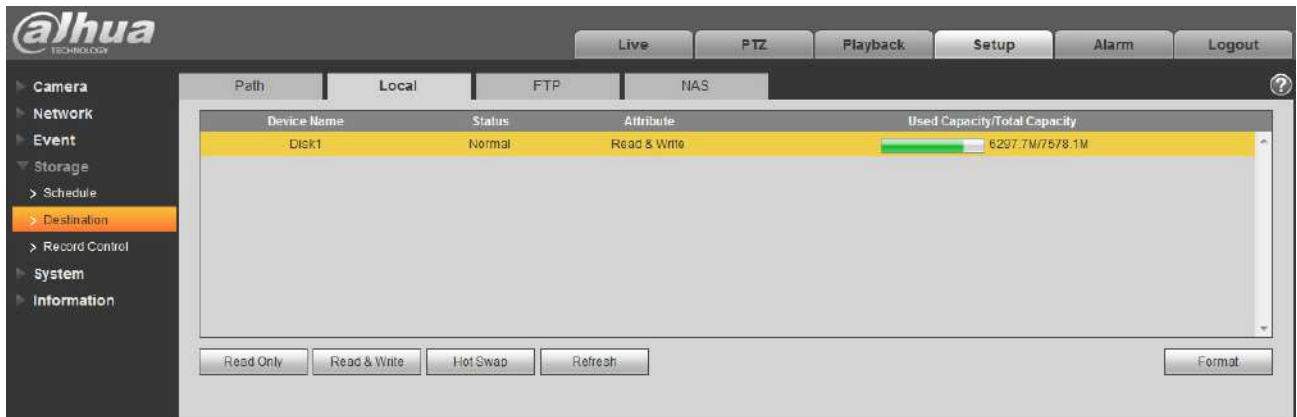 alhua
TECHNOLOGY
Live PTZ Playback Setup Alarm Logout
Camera
Network
Event
Storage
> Schedule
> Destination
> Record Control
System
Information
Path Local FTP NAS
?
Device Name Status Attribute Used Capacity/Total Capacity
Disk1 Normal Read & Write 6297.7M/7578.1M
Read Only Read & Write Hot Swap Refresh Format